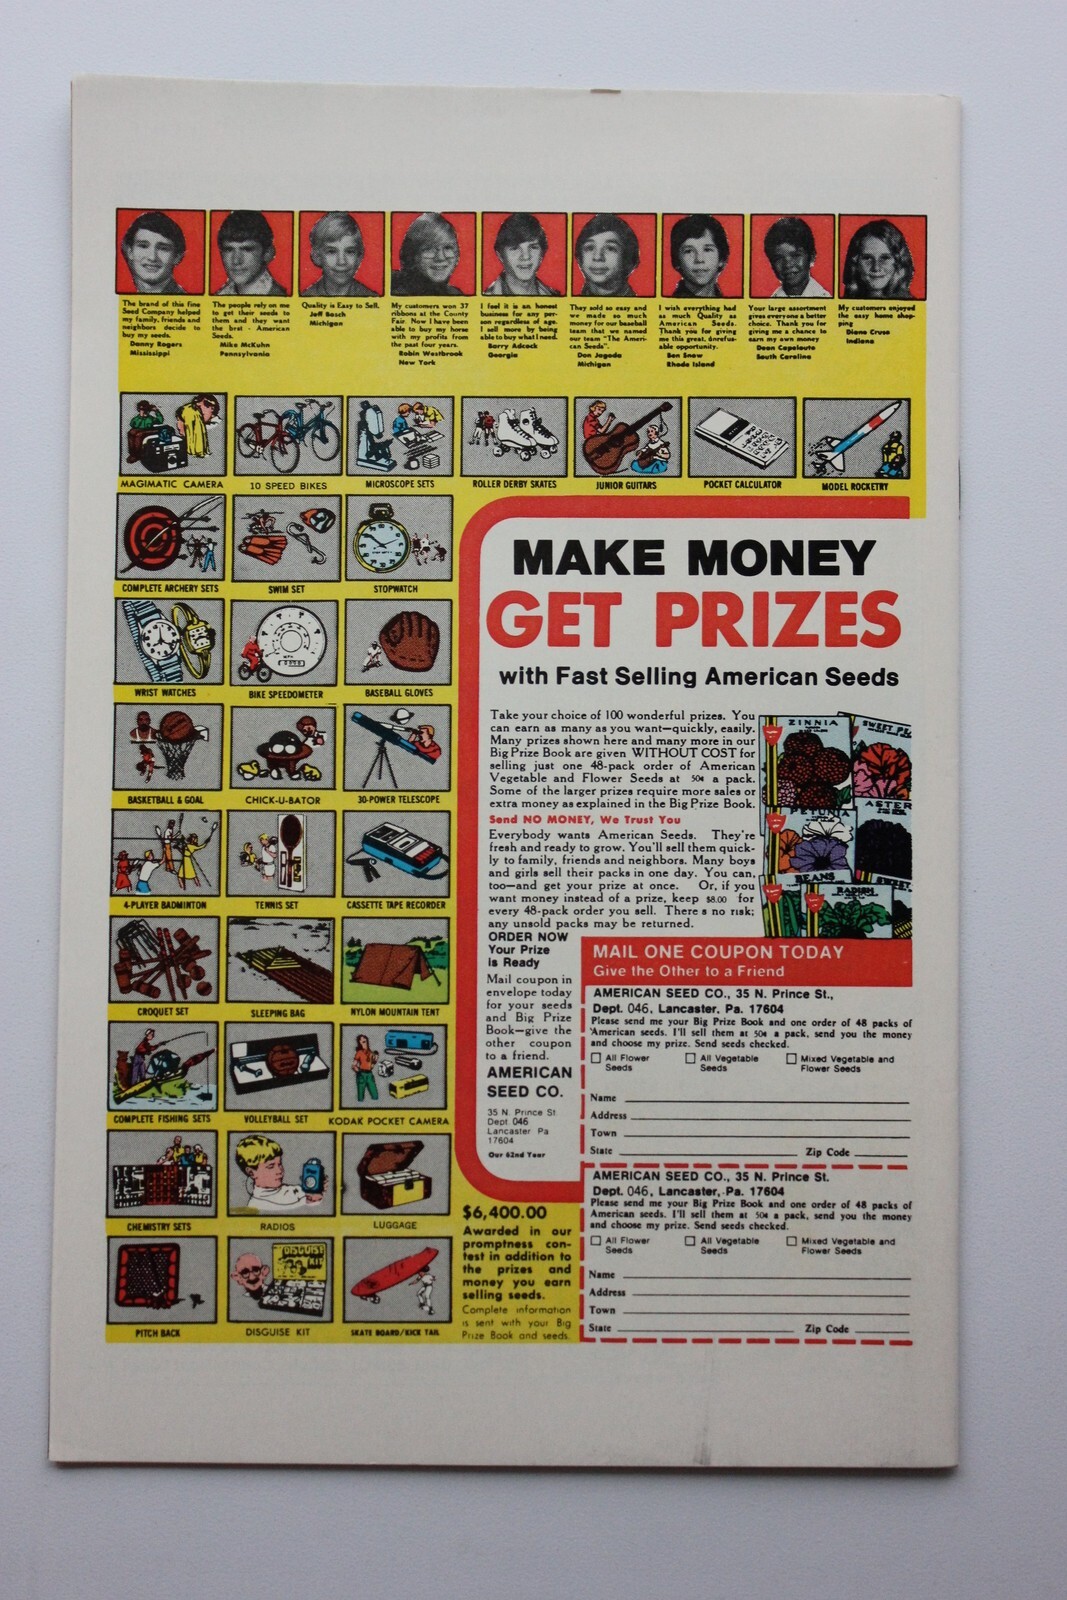 The brand of this fine
Seed Company helped
my family, friends and
neighbors decide to
buy my seeds.
Danny Rogers
Mississippi
The people rely on me
to get their seeds to
them and they want
the best - American
Seeds.
Mike McKuhn
Pennsylvania
Quality is Easy to Sell.
Jeff Bosch
Michigan
My customers won 37
ribbons at the County
Fair. Now I have been
able to buy my horse
with my profits from
the past four years.
Robin Westbrook
New York
I feel it is an honest
business for any per-
son regardless of age.
I sell more by being
able to buy what I need.
Barry Adcock
Georgia
They sold so easy and
we made so much
money for our baseball
team that we named
our team "The Ameri-
can Seeds".
Don Jagoda
Michigan
I wish everything had
as much Quality as
American Seeds.
Thank you for giving
me this great, unrefus-
able opportunity.
Ben Snow
Rhode Island
Your large assortment
gives everyone a better
choice. Thank you for
giving me a chance to
earn my own money
Dean Capelouto
South Carolina
My customers enjoyed
the easy home shop-
ping
Diane Cruse
Indiana
MAGIMATIC CAMERA
10 SPEED BIKES
MICROSCOPE SETS
ROLLER DERBY SKATES
JUNIOR GUITARS
POCKET CALCULATOR
MODEL ROCKETRY
COMPLETE ARCHERY SETS
SWIM SET
STOPWATCH
WRIST WATCHES
BIKE SPEEDOMETER
BASEBALL GLOVES
BASKETBALL & GOAL
CHICK-U-BATOR
30-POWER TELESCOPE
4-PLAYER BADMINTON
TENNIS SET
CASSETTE TAPE RECORDER
CROQUET SET
SLEEPING BAG
NYLON MOUNTAIN TENT
COMPLETE FISHING SETS
VOLLEYBALL SET
KODAK POCKET CAMERA
CHEMISTRY SETS
RADIOS
LUGGAGE
PITCH BACK
DISGUISE KIT
SKATE BOARD/KICK TAIL
MAKE MONEY
GET PRIZES
with Fast Selling American Seeds
Take your choice of 100 wonderful prizes. You
can earn as many as you want—quickly, easily.
Many prizes shown here and many more in our
Big Prize Book are given WITHOUT COST for
selling just one 48-pack order of American
Vegetable and Flower Seeds at 50¢ a pack.
Some of the larger prizes require more sales or
extra money as explained in the Big Prize Book.
Send NO MONEY, We Trust You
Everybody wants American Seeds. They're
fresh and ready to grow. You'll sell them quick-
ly to family, friends and neighbors. Many boys
and girls sell their packs in one day. You can,
too—and get your prize at once. Or, if you
want money instead of a prize, keep $8.00 for
every 48-pack order you sell. There s no risk;
any unsold packs may be returned.
ZINNIA
SWEET PE
PETUNIA
ASTER
BEANS
SWEET
RADISH
ORDER NOW
Your Prize
is Ready
Mail coupon in
envelope today
for your seeds
and Big Prize
Book—give the
other coupon
to a friend.
AMERICAN
SEED CO.
35 N. Prince St
Dept 046
Lancaster Pa
17604
Our 62nd Year
$6,400.00
Awarded in our
promptness con-
test in addition to
the prizes and
money you earn
selling seeds.
Complete information
is sent with your Big
Prize Book and seeds.
MAIL ONE COUPON TODAY
Give the Other to a Friend
AMERICAN SEED CO., 35 N. Prince St.,
Dept. 046, Lancaster, Pa. 17604
Please send me your Big Prize Book and one order of 48 packs of
American seeds. I'll sell them at 50¢ a pack, send you the money
and choose my prize. Send seeds checked.
All Flower Seeds
All Vegetable Seeds
Mixed Vegetable and Flower Seeds
Name
Address
Town
State Zip Code
AMERICAN SEED CO., 35 N. Prince St.
Dept. 046, Lancaster, Pa. 17604
Please send me your Big Prize Book and one order of 48 packs of
American seeds. I'll sell them at 50¢ a pack, send you the money
and choose my prize. Send seeds checked.
All Flower Seeds
All Vegetable Seeds
Mixed Vegetable and Flower Seeds
Name
Address
Town
State Zip Code